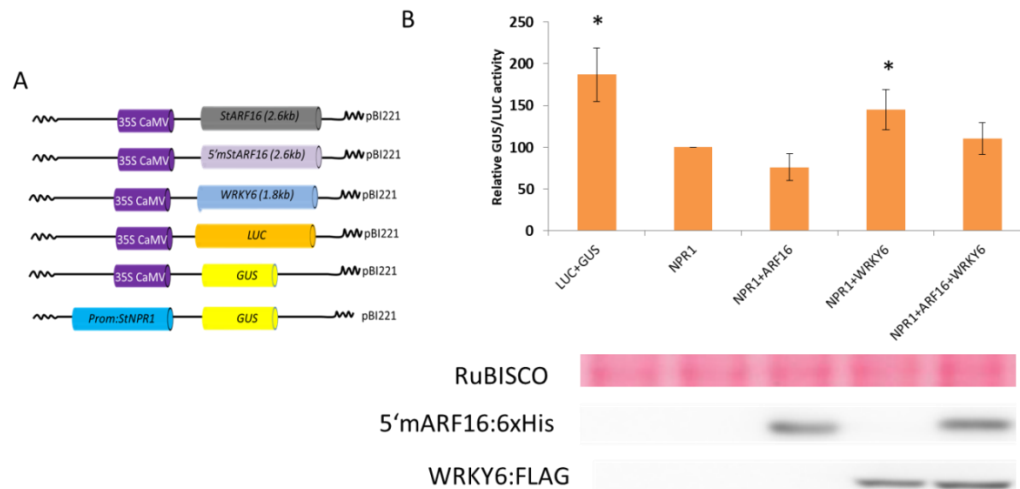 A
35S CaMV StARF16 (2.6kb) pBI221
35S CaMV 5'mStARF16 (2.6kb) pBI221
35S CaMV WRKY6 (1.8kb) pBI221
35S CaMV LUC pBI221
35S CaMV GUS pBI221
Prom:StNPR1 GUS pBI221
B
Relative GUS/LUC activity
250
200
150
100
50
0
*
*
LUC+GUS
NPR1
NPR1+ARF16
NPR1+WRKY6
NPR1+ARF16+WRKY6
RuBISCO
5‘mARF16:6xHis
WRKY6:FLAG